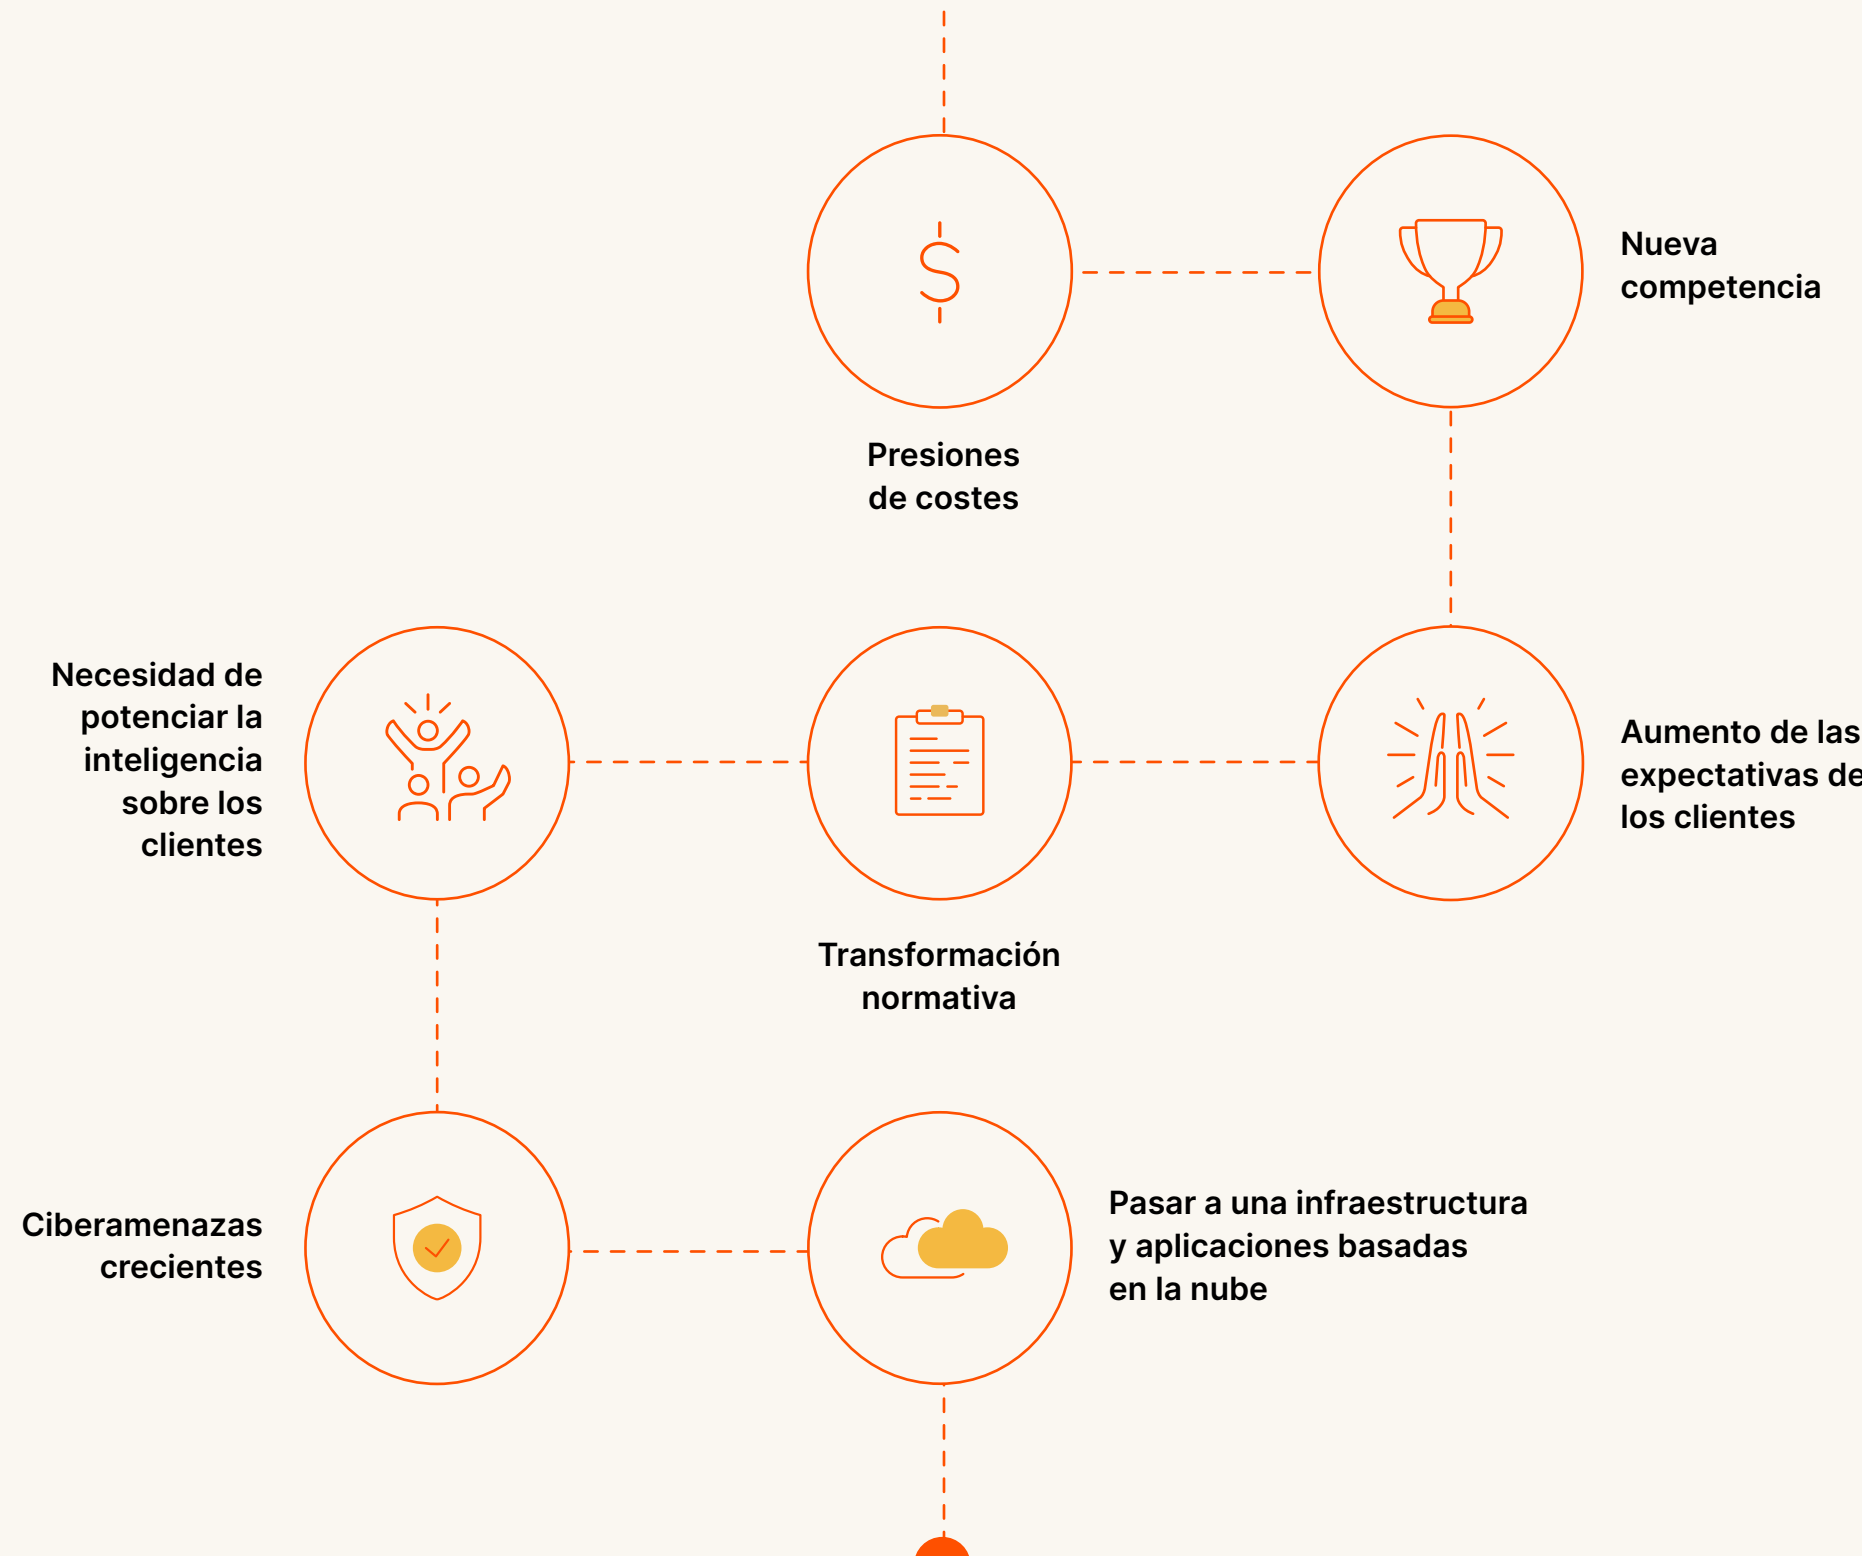 Nueva
competencia
Presiones
de costes
Necesidad de
potenciar la
inteligencia
sobre los
clientes
Aumento de las
expectativas de
los clientes
Transformación
normativa
Ciberamenazas
crecientes
Pasar a una infraestructura
y aplicaciones basadas
en la nube